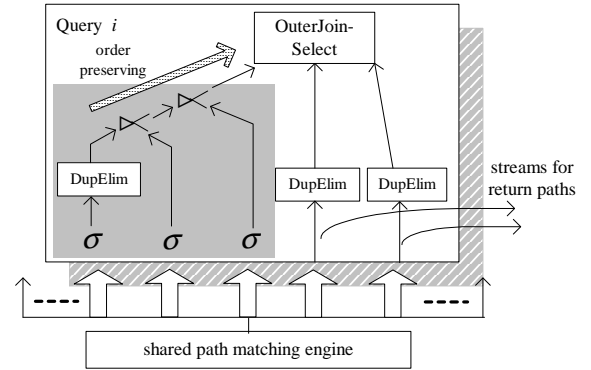 Query i
order
preserving
OuterJoin-
Select
DupElim
DupElim
DupElim
streams for
return paths
σ
σ
σ
shared path matching engine